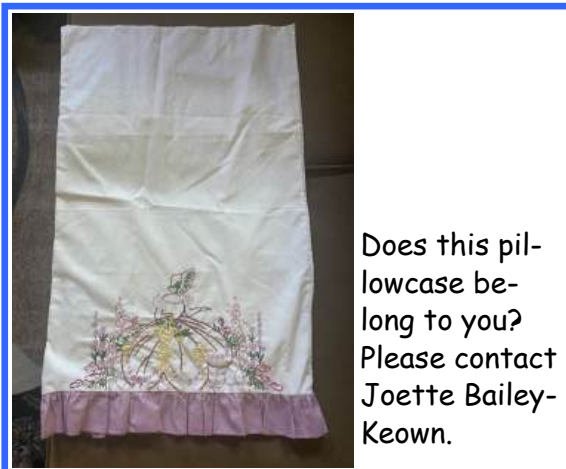 Does this pil-
lowcase be-
long to you?
Please contact
Joette Bailey-
Keown.